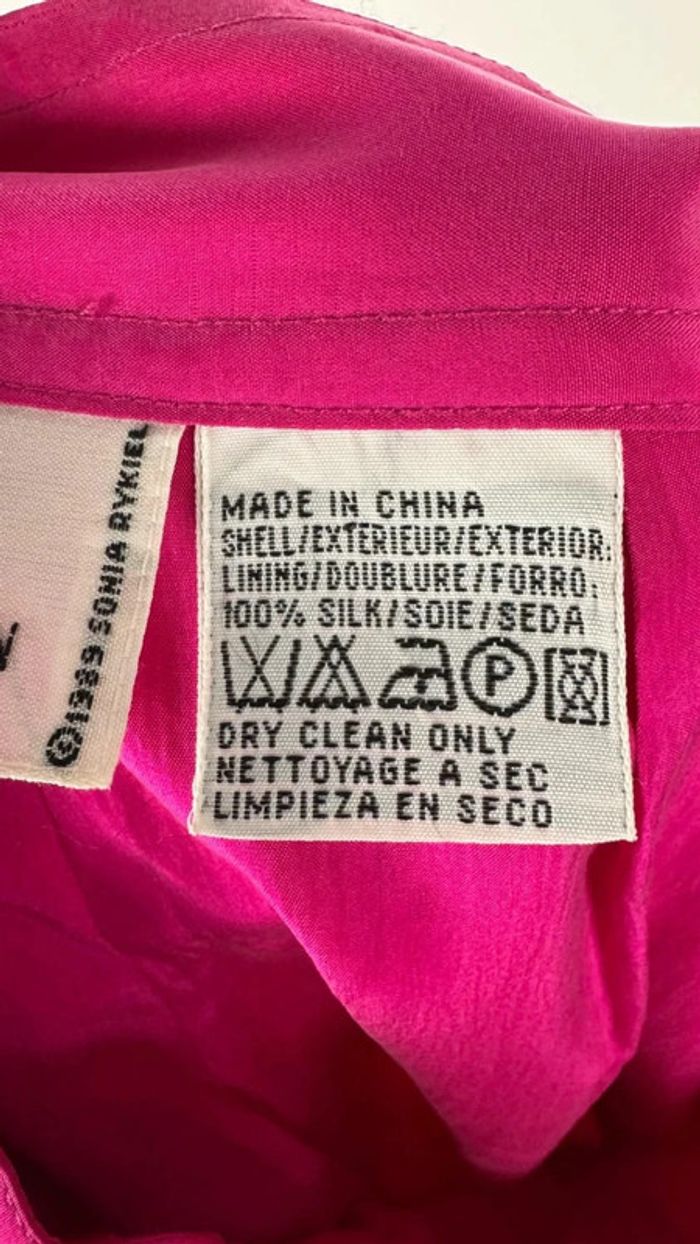 ©1989 SONIA RYKIEL
MADE IN CHINA
SHELL/EXTERIEUR/EXTERIOR:
LINING/DOUBLURE/FORRO:
100% SILK/SOIE/SEDA
P
DRY CLEAN ONLY
NETTOYAGE A SEC
LIMPIEZA EN SECO